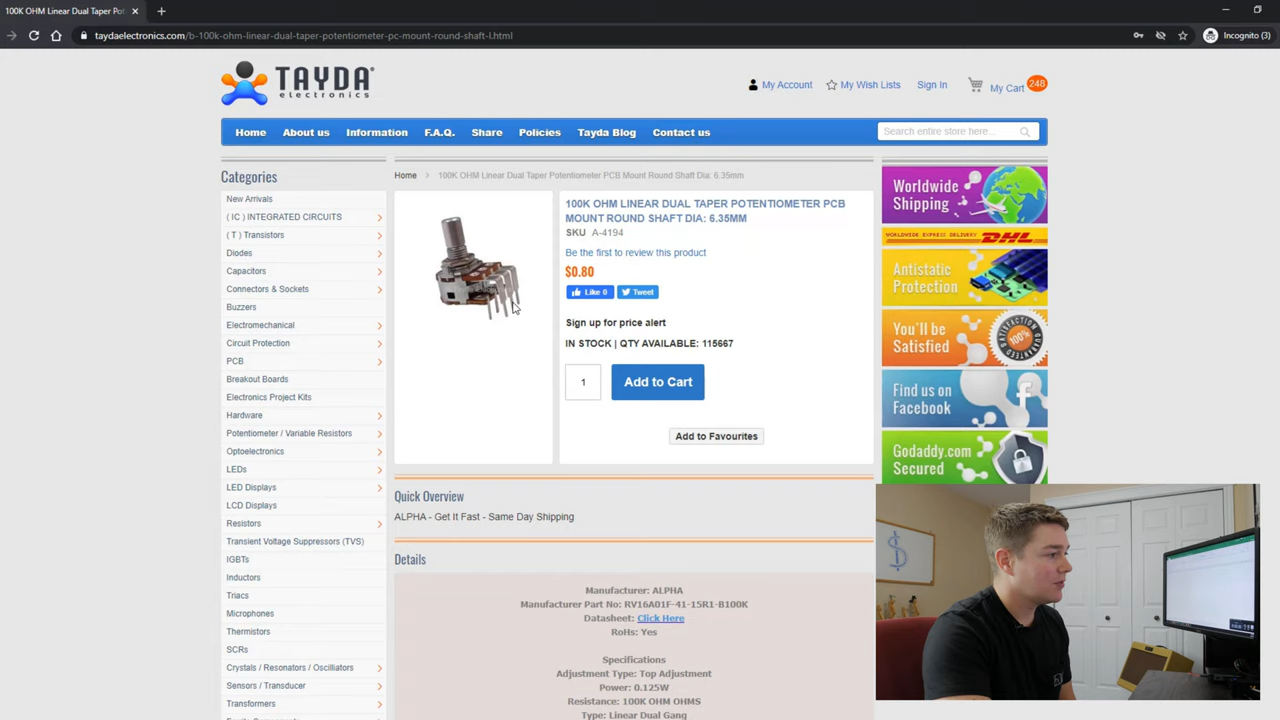 100K OHM Linear Dual Taper Pot
Incognito (3)
taydaelectronics.com/b-100k-ohm-linear-dual-taper-potentiometer-pc-mount-round-shaft-l.html
TAYDA
electronics
My Account
My Wish Lists
Sign In
My Cart
248
Home
About us
Information
F.A.Q.
Share
Policies
Tayda Blog
Contact us
Search entire store here...
Categories
New Arrivals
( IC ) INTEGRATED CIRCUITS
( T ) Transistors
Diodes
Capacitors
Connectors & Sockets
Buzzers
Electromechanical
Circuit Protection
PCB
Breakout Boards
Electronics Project Kits
Hardware
Potentiometer / Variable Resistors
Optoelectronics
LEDs
LED Displays
LCD Displays
Resistors
Transient Voltage Suppressors (TVS)
IGBTs
Inductors
Triacs
Microphones
Thermistors
SCRs
Crystals / Resonators / Oscillators
Sensors / Transducer
Transformers
Home
100K OHM Linear Dual Taper Potentiometer PCB Mount Round Shaft Dia: 6.35mm
100K OHM LINEAR DUAL TAPER POTENTIOMETER PCB
MOUNT ROUND SHAFT DIA: 6.35MM
SKU A-4194
Be the first to review this product
$0.80
Like 0
Tweet
Sign up for price alert
IN STOCK | QTY AVAILABLE: 115667
1
Add to Cart
Add to Favourites
Quick Overview
ALPHA - Get It Fast - Same Day Shipping
Details
Manufacturer: ALPHA
Manufacturer Part No: RV16A01F-41-15R1-B100K
Datasheet: Click Here
RoHs: Yes
Specifications
Adjustment Type: Top Adjustment
Power: 0.125W
Resistance: 100K OHM OHMS
Type: Linear Dual Gang
Worldwide
Shipping
WORLDWIDE EXPRESS DELIVERY
DHL
Antistatic
Protection
You'll be
Satisfied
100%
Find us on
Facebook
Godaddy.com
Secured